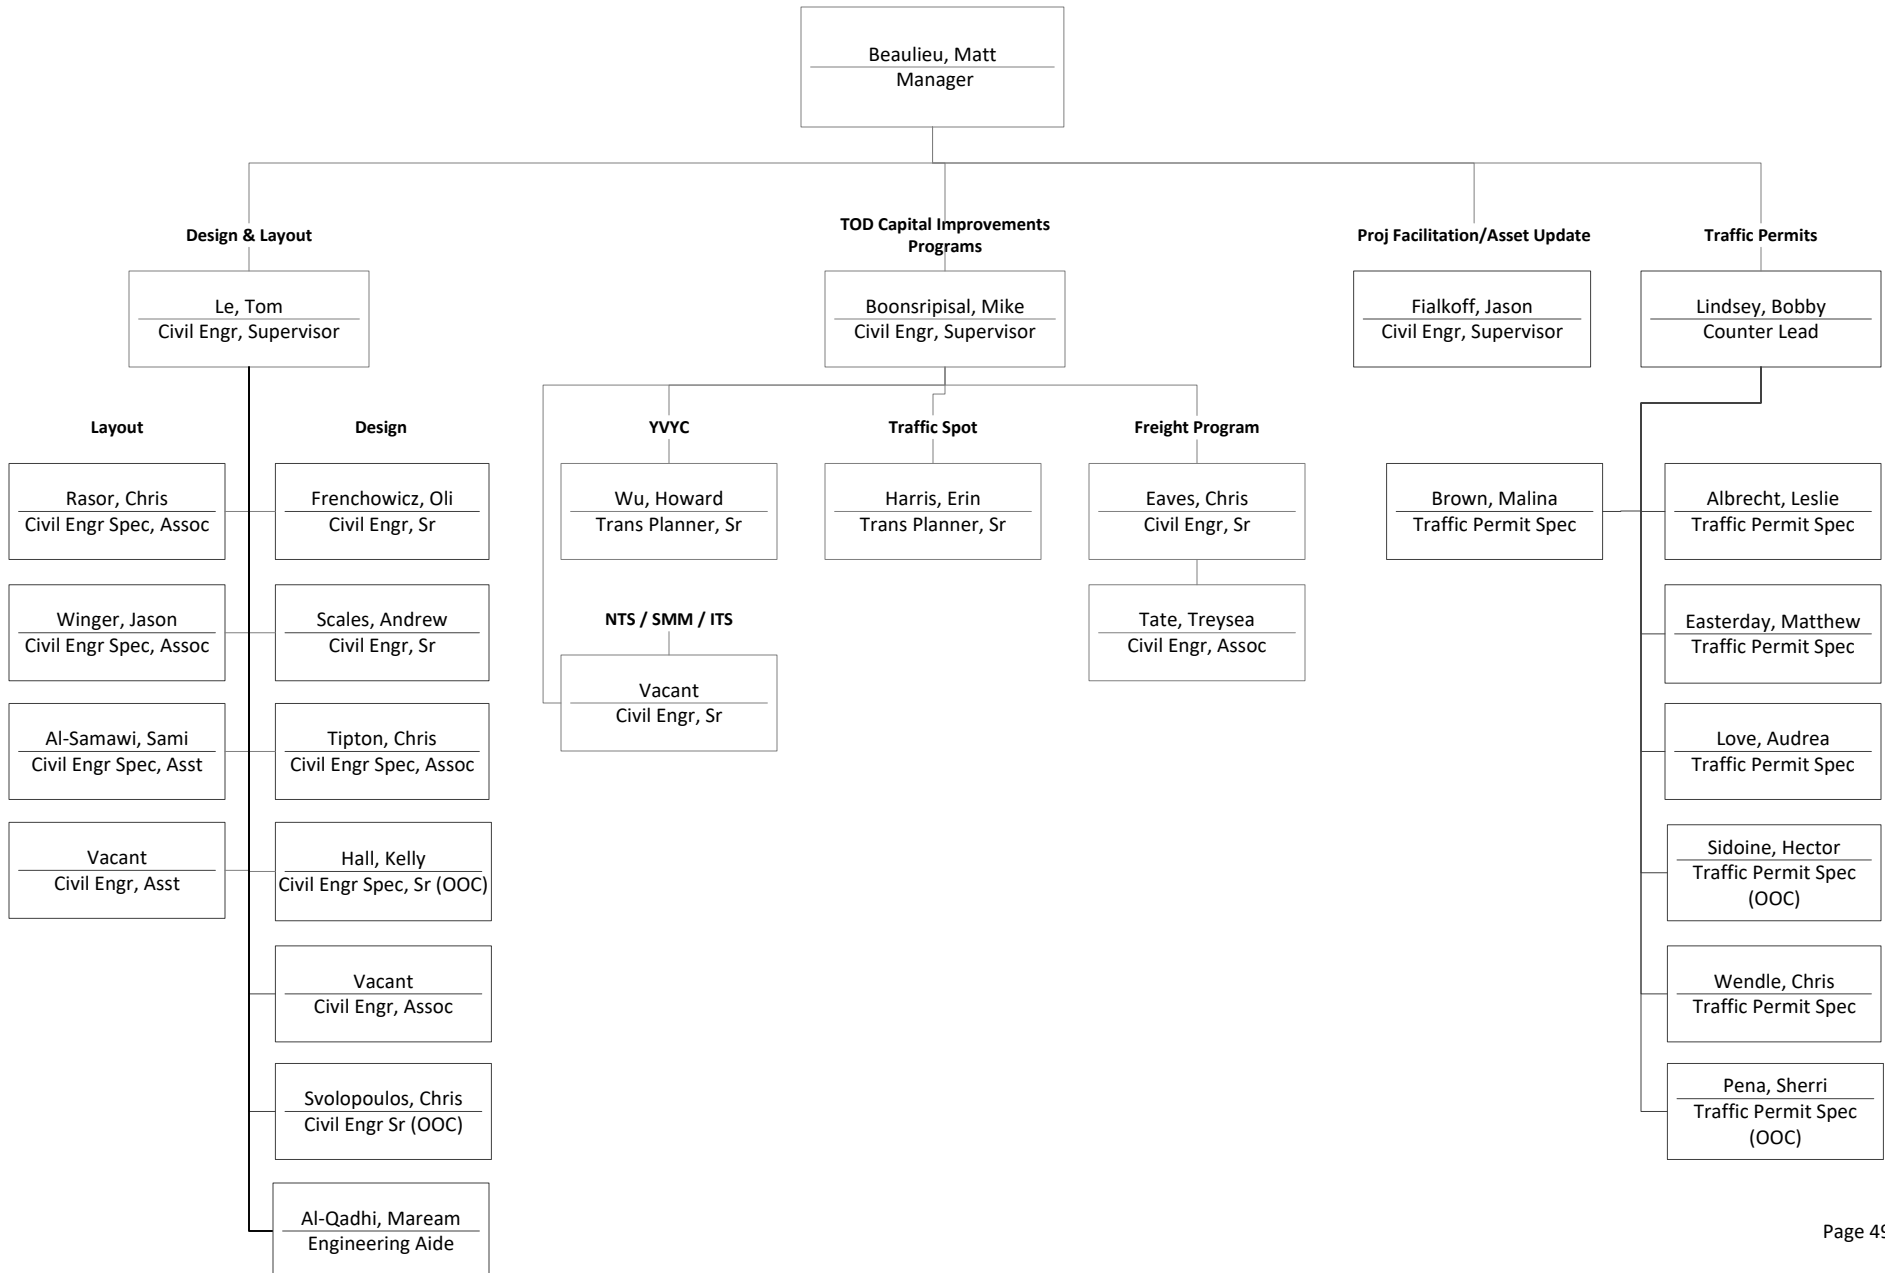 Beaulieu, Matt
Manager
Design & Layout
TOD Capital Improvements
Programs
Proj Facilitation/Asset Update
Traffic Permits
Le, Tom
Civil Engr, Supervisor
Boonsripisal, Mike
Civil Engr, Supervisor
Fialkoff, Jason
Civil Engr, Supervisor
Lindsey, Bobby
Counter Lead
Layout
Design
YVYC
Traffic Spot
Freight Program
Rasor, Chris
Civil Engr Spec, Assoc
Frenchowicz, Oli
Civil Engr, Sr
Wu, Howard
Trans Planner, Sr
Harris, Erin
Trans Planner, Sr
Eaves, Chris
Civil Engr, Sr
Brown, Malina
Traffic Permit Spec
Albrecht, Leslie
Traffic Permit Spec
Winger, Jason
Civil Engr Spec, Assoc
Scales, Andrew
Civil Engr, Sr
NTS / SMM / ITS
Tate, Treysea
Civil Engr, Assoc
Easterday, Matthew
Traffic Permit Spec
Vacant
Civil Engr, Sr
Al-Samawi, Sami
Civil Engr Spec, Asst
Tipton, Chris
Civil Engr Spec, Assoc
Love, Audrea
Traffic Permit Spec
Vacant
Civil Engr, Asst
Hall, Kelly
Civil Engr Spec, Sr (OOC)
Sidoine, Hector
Traffic Permit Spec
(OOC)
Vacant
Civil Engr, Assoc
Wendle, Chris
Traffic Permit Spec
Svolopoulos, Chris
Civil Engr Sr (OOC)
Pena, Sherri
Traffic Permit Spec
(OOC)
Al-Qadhi, Maream
Engineering Aide
Page 49